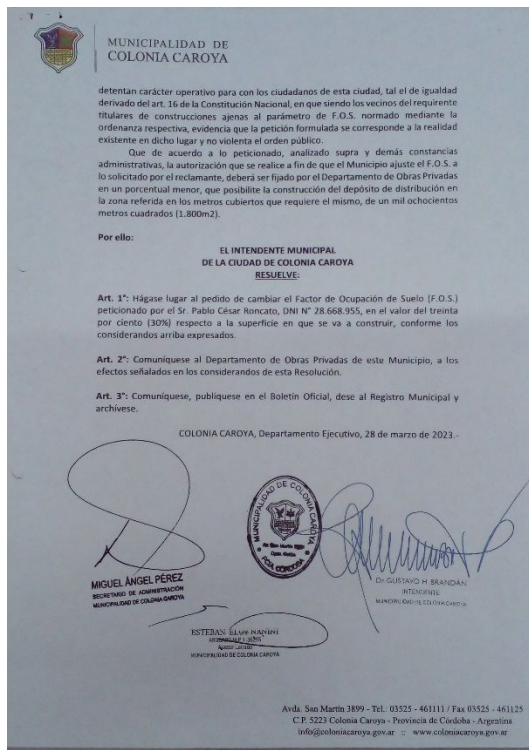 MUNICIPALIDAD DE
COLONIA CAROYA
detentan carácter operativo para con los ciudadanos de esta ciudad, tal el de igualdad
derivado del art. 16 de la Constitución Nacional, en que siendo los vecinos del requirente
titulares de construcciones ajenas al parámetro de F.O.S. normado mediante la
ordenanza respectiva, evidencia que la petición formulada se corresponde a la realidad
existente en dicho lugar y no violenta el orden público.
Que de acuerdo a lo peticionado, analizado supra y demás constancias
administrativas, la autorización que se realice a fin de que el Municipio ajuste el F.O.S. a
lo solicitado por el reclamante, deberá ser fijado por el Departamento de Obras Privadas
en un porcentual menor, que posibilite la construcción del depósito de distribución en
la zona referida en los metros cubiertos que requiere el mismo, de un mil ochocientos
metros cuadrados (1.800m2).
Por ello:
EL INTENDENTE MUNICIPAL
DE LA CIUDAD DE COLONIA CAROYA
RESUELVE:
Art. 1°: Hágase lugar al pedido de cambiar el Factor de Ocupación de Suelo (F.O.S.)
peticionado por el Sr. Pablo César Roncato, DNI N° 28.668.955, en el valor del treinta
por ciento (30%) respecto a la superficie en que se va a construir, conforme los
considerandos arriba expresados.
Art. 2°: Comuníquese al Departamento de Obras Privadas de este Municipio, a los
efectos señalados en los considerandos de esta Resolución.
Art. 3°: Comuníquese, publíquese en el Boletín Oficial, dese al Registro Municipal y
archívese.
COLONIA CAROYA, Departamento Ejecutivo, 28 de marzo de 2023.-
MUNICIPALIDAD DE COLONIA CAROYA
PCIA CÓRDOBA
MIGUEL ÁNGEL PÉREZ
SECRETARIO DE ADMINISTRACIÓN
MUNICIPALIDAD DE COLONIA CAROYA
Dr. GUSTAVO H. BRANDÁN
INTENDENTE
MUNICIPALIDAD DE COLONIA CAROYA
ESTEBAN NANINI
MUNICIPALIDAD DE COLONIA CAROYA
Avda. San Martín 3899 - Tel.: 03525 - 461111 / Fax 03525 - 461125
C.P. 5223 Colonia Caroya - Provincia de Córdoba - Argentina
info@coloniacaroya.gov.ar :: www.coloniacaroya.gov.ar